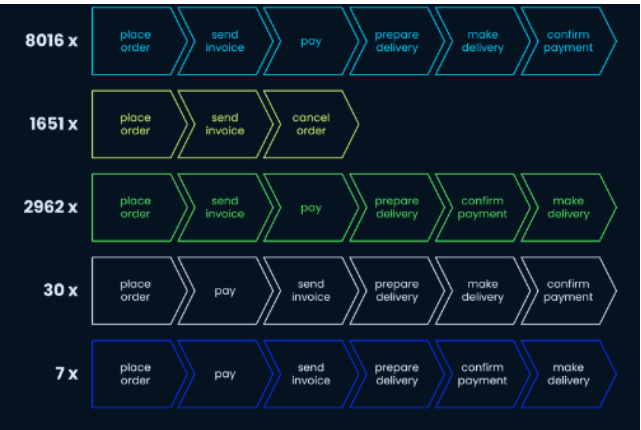 8016 x
place order
send invoice
pay
prepare delivery
make delivery
confirm payment
1651 x
place order
send invoice
cancel order
2962 x
place order
send invoice
pay
prepare delivery
confirm payment
make delivery
30 x
place order
pay
send invoice
prepare delivery
make delivery
confirm payment
7 x
place order
pay
send invoice
prepare delivery
confirm payment
make delivery